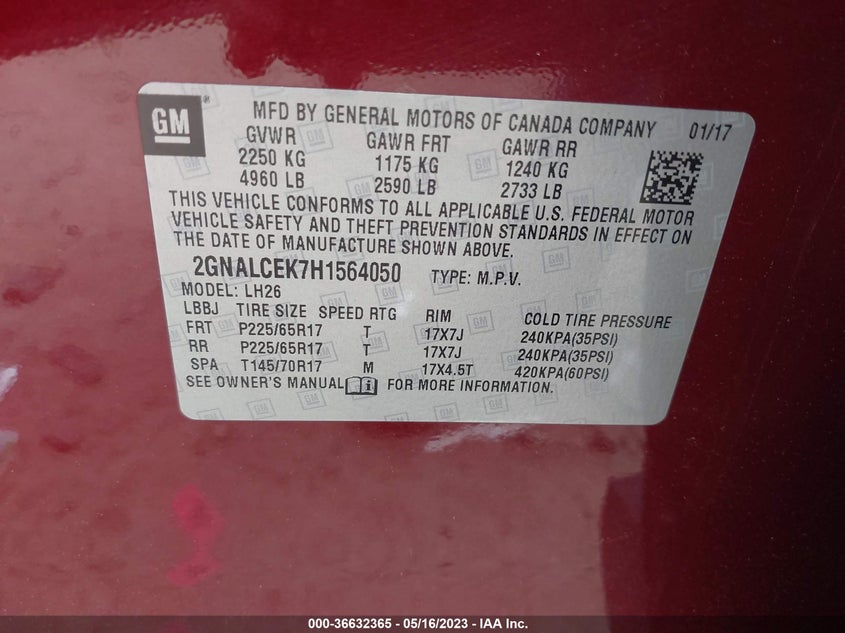 GM ®
MFD BY GENERAL MOTORS OF CANADA COMPANY 01/17
GVWR GAWR FRT GAWR RR
2250 KG 1175 KG 1240 KG
4960 LB 2590 LB 2733 LB
THIS VEHICLE CONFORMS TO ALL APPLICABLE U.S. FEDERAL MOTOR
VEHICLE SAFETY AND THEFT PREVENTION STANDARDS IN EFFECT ON
THE DATE OF MANUFACTURE SHOWN ABOVE.
2GNALCEK7H1564050 TYPE: M.P.V.
MODEL: LH26
LBBJ TIRE SIZE SPEED RTG RIM COLD TIRE PRESSURE
FRT P225/65R17 T 17X7J 240KPA(35PSI)
RR P225/65R17 T 17X7J 240KPA(35PSI)
SPA T145/70R17 M 17X4.5T 420KPA(60PSI)
SEE OWNER'S MANUAL FOR MORE INFORMATION.
000-36632365 - 05/16/2023 - IAA Inc.